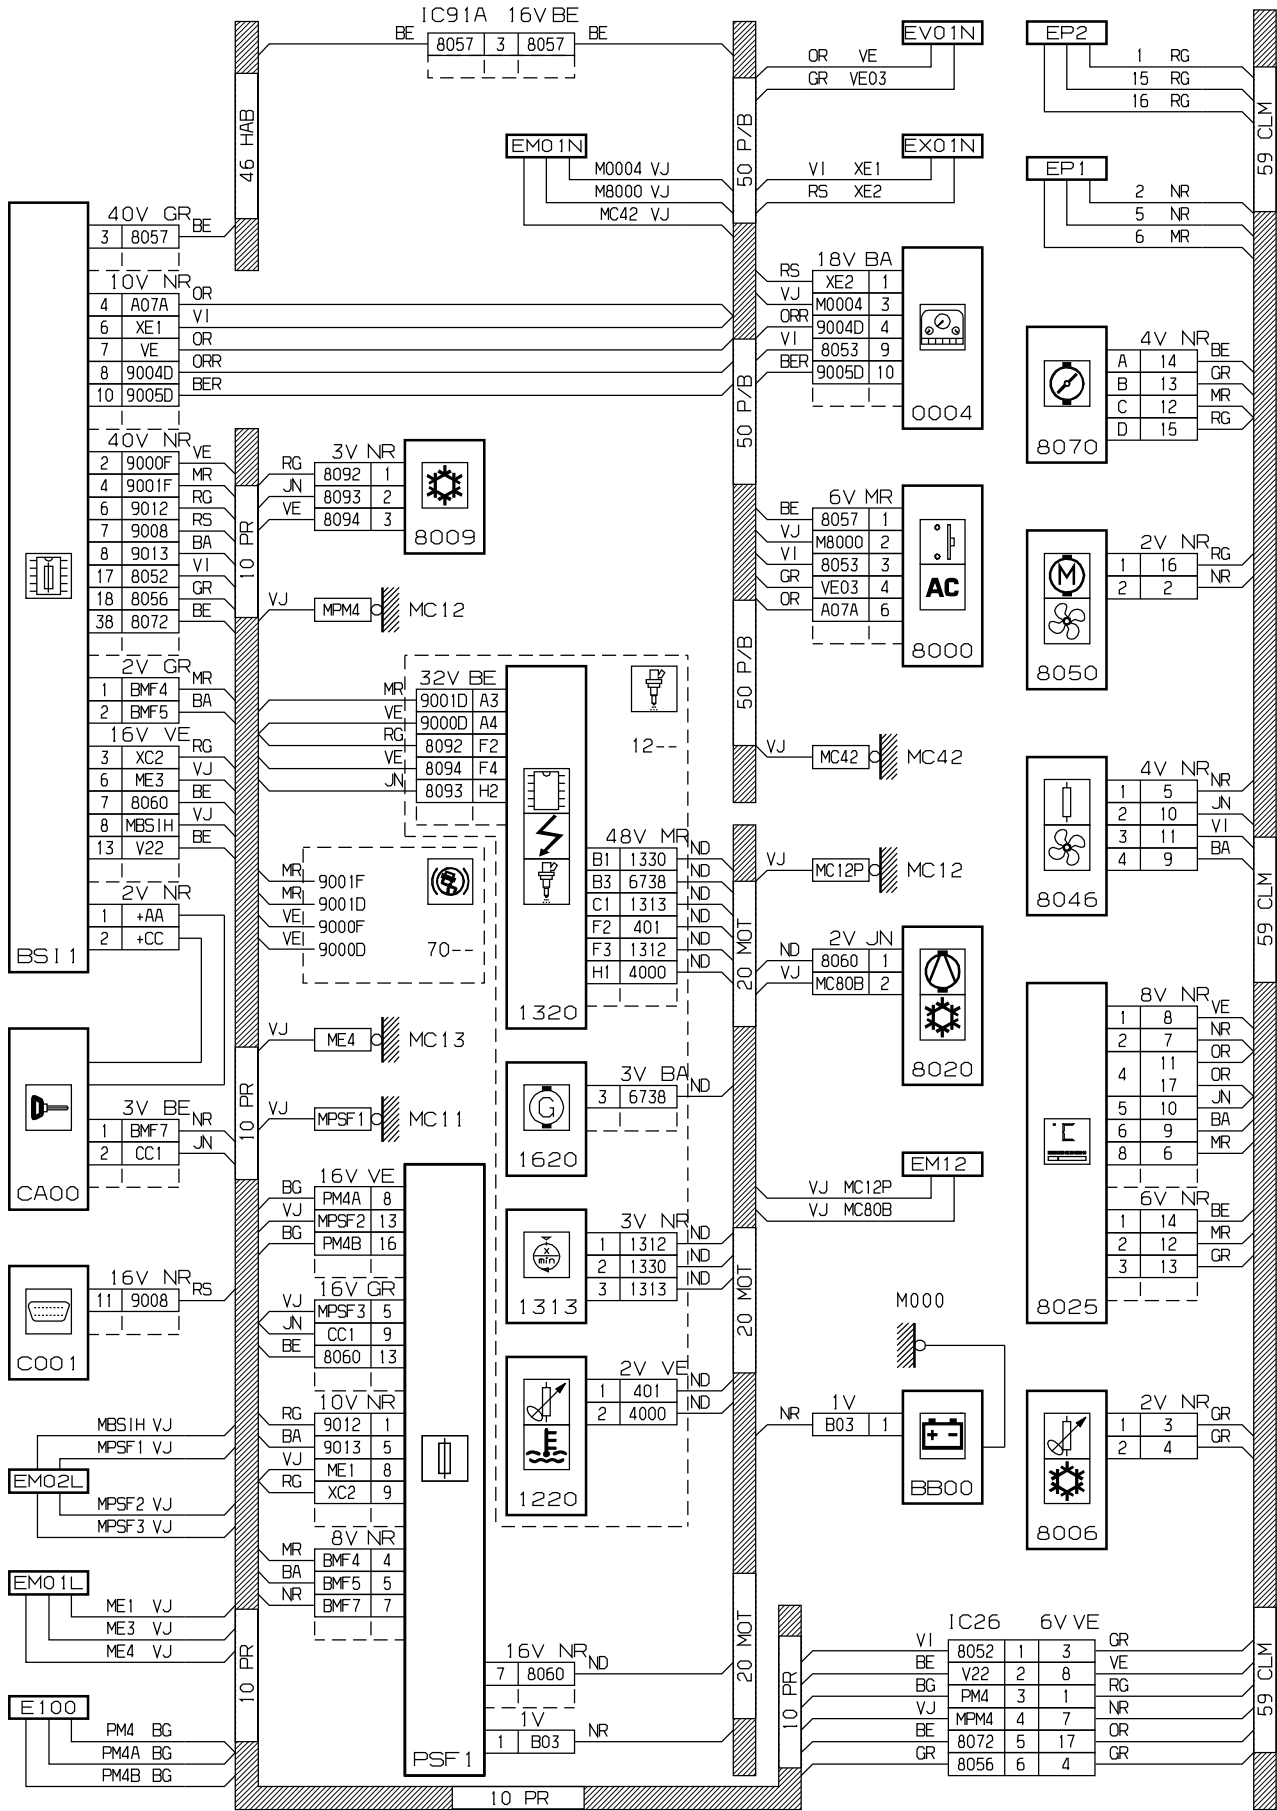 IC91A 16V BE
BE 8057 3 8057 BE
46 HAB
50 P/B
EM01N
M0004 VJ
M8000 VJ
MC42 VJ
EV01N
OR VE
GR VE03
EX01N
VI XE1
RS XE2
EP2
1 RG
15 RG
16 RG
EP1
2 NR
5 NR
6 MR
59 CLM
BSI1
40V GR
3 8057 BE
10V NR
4 A07A OR
6 XE1 VI
7 VE OR
8 9004D ORR
10 9005D BER
40V NR
2 9000F VE
4 9001F MR
6 9012 RG
7 9008 RS
8 9013 BA
17 8052 VI
18 8056 GR
38 8072 BE
2V GR
1 BMF4 MR
2 BMF5 BA
16V VE
3 XC2 RG
6 ME3 VJ
7 8060 BE
8 MBSIH VJ
13 V22 BE
2V NR
1 +AA
2 +CC
CA00
3V BE
1 BMF7 NR
2 CC1 JN
C001
16V NR
11 9008 RS
MBSIH VJ
MPSF1 VJ
EM02L
MPSF2 VJ
MPSF3 VJ
EM01L
ME1 VJ
ME3 VJ
ME4 VJ
E100
PM4 BG
PM4A BG
PM4B BG
10 PR
10 PR
10 PR
10 PR
3V NR
RG 8092 1
JN 8093 2
VE 8094 3
8009
VJ MPM4 MC12
32V BE
MR 9001D A3
VE 9000D A4
RG 8092 F2
VE 8094 F4
JN 8093 H2
12--
48V MR
B1 1330 ND
B3 6738 ND
C1 1313 ND
F2 401 ND
F3 1312 ND
H1 4000 ND
1320
MR 9001F
MR 9001D
VE 9000F
VE 9000D
70--
VJ ME4 MC13
VJ MPSF1 MC11
3V BA
3 6738 ND
1620
3V NR
1 1312 ND
2 1330 ND
3 1313 ND
x
min
1313
2V VE
1 401 ND
2 4000 ND
1220
16V VE
BG PM4A 8
VJ MPSF2 13
BG PM4B 16
16V GR
VJ MPSF3 5
JN CC1 9
BE 8060 13
10V NR
RG 9012 1
BA 9013 5
VJ ME1 8
RG XC2 9
8V NR
MR BMF4 4
BA BMF5 5
NR BMF7 7
16V NR
7 8060 ND
1V
1 B03 NR
PSF1
50 P/B
50 P/B
18V BA
RS XE2 1
VJ M0004 3
ORR 9004D 4
VI 8053 9
BER 9005D 10
0004
6V MR
BE 8057 1
VJ M8000 2
VI 8053 3
GR VE03 4
OR A07A 6
AC
8000
VJ MC42 MC42
VJ MC12P MC12
20 MOT
20 MOT
20 MOT
2V JN
ND 8060 1
VJ MC80B 2
8020
EM12
VJ MC12P
VJ MC80B
M000
1V
NR B03 1
+ -
BB00
4V NR
A 14 BE
B 13 GR
C 12 MR
D 15 RG
8070
2V NR
1 16 RG
2 2 NR
M
8050
4V NR
1 5 NR
2 10 JN
3 11 VI
4 9 BA
8046
59 CLM
8V NR
1 8 VE
2 7 NR
4 11 OR
17 OR
5 10 JN
6 9 BA
8 6 MR
6V NR
1 14 BE
2 12 MR
3 13 GR
°C
8025
2V NR
1 3 GR
2 4 GR
8006
IC26 6V VE
VI 8052 1 3 GR
BE V22 2 8 VE
BG PM4 3 1 RG
VJ MPM4 4 7 NR
BE 8072 5 17 OR
GR 8056 6 4 GR
59 CLM
G
10 PR